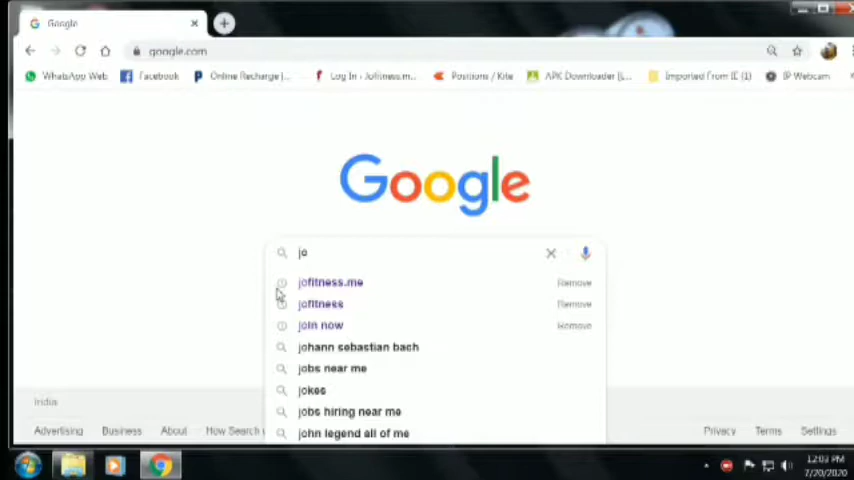 Google
google.com
WhatsApp Web Facebook Online Recharge |... Log In ‹ Jofitness.m... Positions / Kite APK Downloader [L... Imported From IE (1) IP Webcam
Google
jo
jofitness.me Remove
jofitness Remove
join now Remove
johann sebastian bach
jobs near me
jokes
jobs hiring near me
john legend all of me
India
Advertising Business About How Search Privacy Terms Settings
12:03 PM
7/20/2020